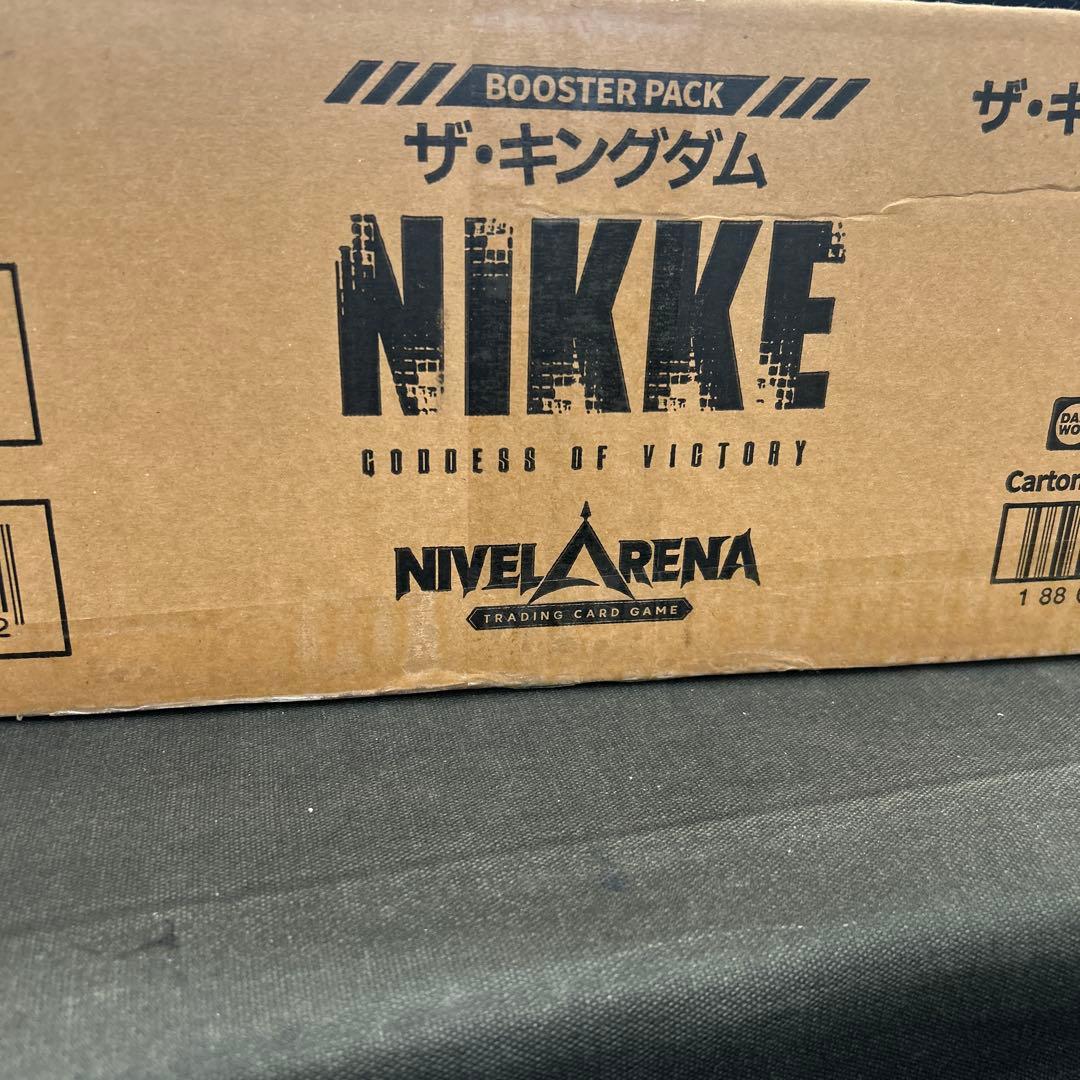 BOOSTER PACK
ザ・キングダム
NIKKE
GODDESS OF VICTORY
NIVEL ARENA
TRADING CARD GAME
ザ・キ
Carton
1 88
2